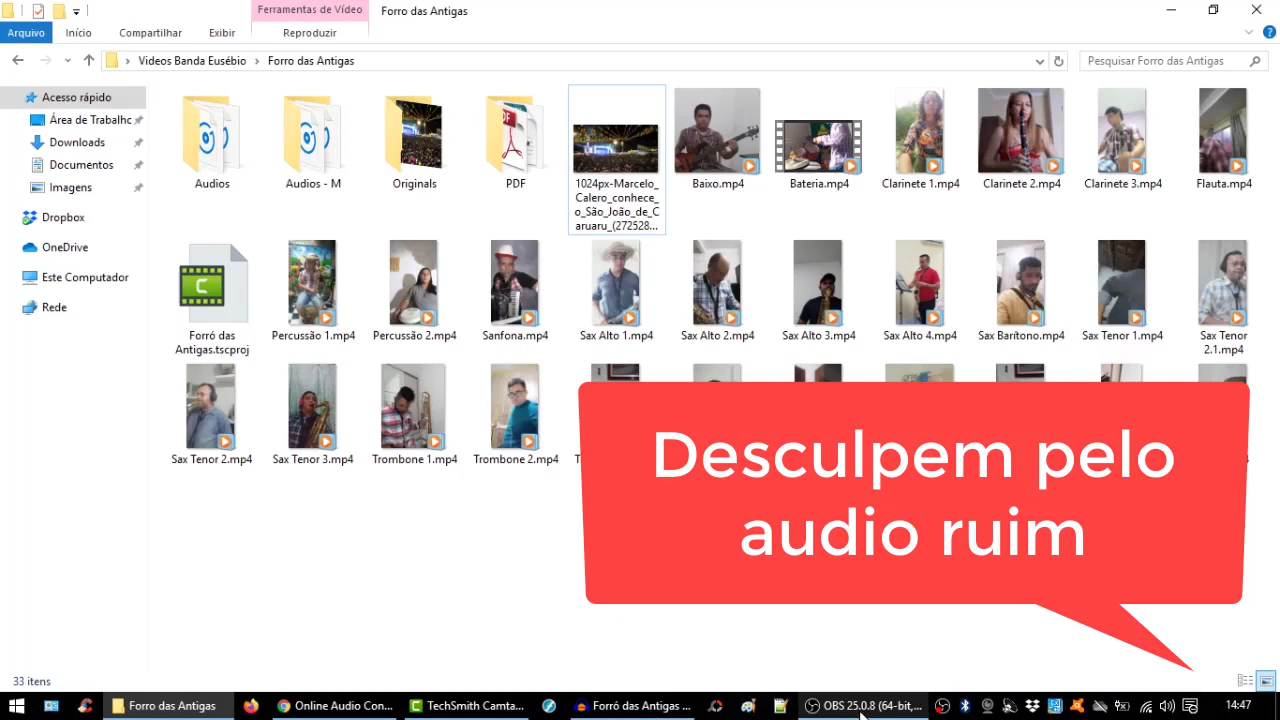 Ferramentas de Vídeo
Forro das Antigas
Arquivo Início Compartilhar Exibir Reproduzir
Videos Banda Eusébio Forro das Antigas
Pesquisar Forro das Antigas
Acesso rápido
Área de Trabalho
Downloads
Documentos
Imagens
Dropbox
OneDrive
Este Computador
Rede
Audios
Audios - M
Originals
PDF
1024px-Marcelo_
Calero_conhece_
o_São_João_de_C
aruaru_(272528...
Baixo.mp4
Bateria.mp4
Clarinete 1.mp4
Clarinete 2.mp4
Clarinete 3.mp4
Flauta.mp4
Forró das
Antigas.tscproj
Percussão 1.mp4
Percussão 2.mp4
Sanfona.mp4
Sax Alto 1.mp4
Sax Alto 2.mp4
Sax Alto 3.mp4
Sax Alto 4.mp4
Sax Barítono.mp4
Sax Tenor 1.mp4
Sax Tenor
2.1.mp4
Sax Tenor 2.mp4
Sax Tenor 3.mp4
Trombone 1.mp4
Trombone 2.mp4
Desculpem pelo
audio ruim
33 itens
Forro das Antigas
Online Audio Con...
TechSmith Camta...
Forró das Antigas ...
OBS 25.0.8 (64-bit,...
14:47